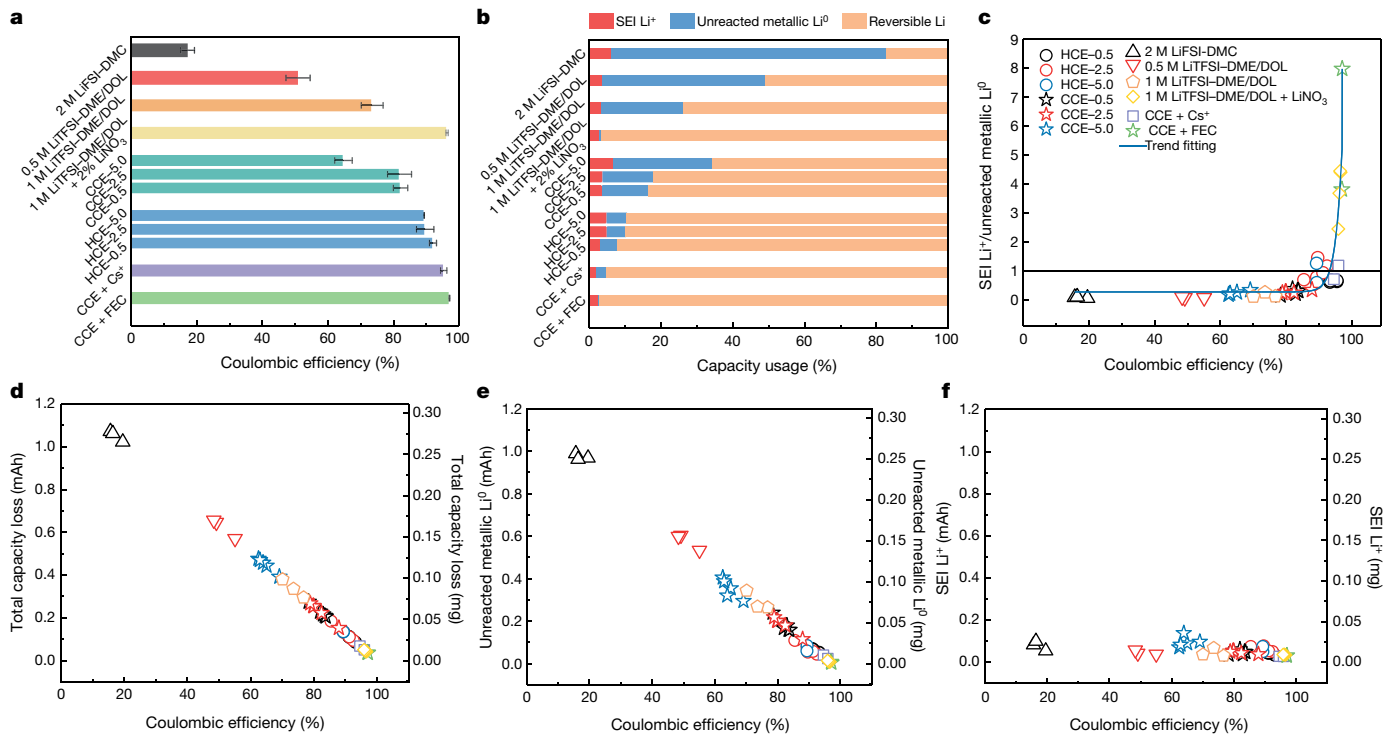 a
2 M LiFSI–DMC
0.5 M LiTFSI–DME/DOL
1 M LiTFSI–DME/DOL
1 M LiTFSI–DME/DOL
+ 2% LiNO₃
CCE–5.0
CCE–2.5
CCE–0.5
HCE–5.0
HCE–2.5
HCE–0.5
CCE + Cs⁺
CCE + FEC
0 20 40 60 80 100
Coulombic efficiency (%)
b
SEI Li⁺ Unreacted metallic Li⁰ Reversible Li
2 M LiFSI–DMC
0.5 M LiTFSI–DME/DOL
1 M LiTFSI–DME/DOL
1 M LiTFSI–DME/DOL
+ 2% LiNO₃
CCE–5.0
CCE–2.5
CCE–0.5
HCE–5.0
HCE–2.5
HCE–0.5
CCE + Cs⁺
CCE + FEC
0 20 40 60 80 100
Capacity usage (%)
c
SEI Li⁺/unreacted metallic Li⁰
9
8
7
6
5
4
3
2
1
0
HCE–0.5
HCE–2.5
HCE–5.0
CCE–0.5
CCE–2.5
CCE–5.0
2 M LiFSI–DMC
0.5 M LiTFSI–DME/DOL
1 M LiTFSI–DME/DOL
1 M LiTFSI–DME/DOL + LiNO₃
CCE + Cs⁺
CCE + FEC
Trend fitting
0 20 40 60 80 100
Coulombic efficiency (%)
d
Total capacity loss (mAh)
1.2
1.0
0.8
0.6
0.4
0.2
0.0
0.30
0.25
0.20
0.15
0.10
0.05
0.00
Total capacity loss (mg)
0 20 40 60 80 100
Coulombic efficiency (%)
e
Unreacted metallic Li⁰ (mAh)
1.2
1.0
0.8
0.6
0.4
0.2
0.0
0.30
0.25
0.20
0.15
0.10
0.05
0.00
Unreacted metallic Li⁰ (mg)
0 20 40 60 80 100
Coulombic efficiency (%)
f
SEI Li⁺ (mAh)
1.2
1.0
0.8
0.6
0.4
0.2
0.0
0.30
0.25
0.20
0.15
0.10
0.05
0.00
SEI Li⁺ (mg)
0 20 40 60 80 100
Coulombic efficiency (%)